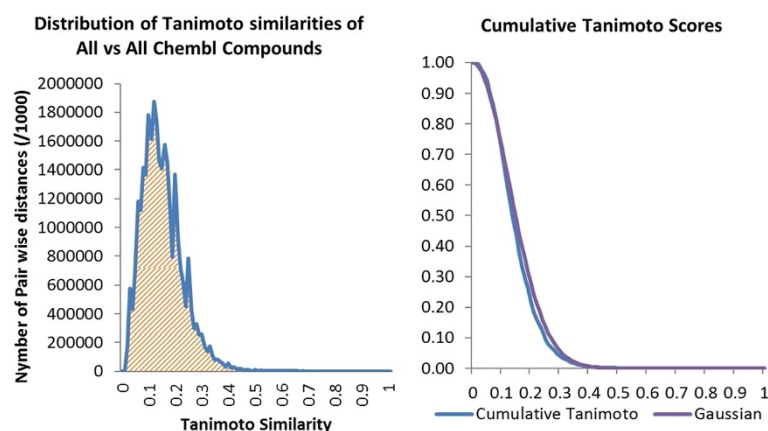 Distribution of Tanimoto similarities of
All vs All Chembl Compounds
Nymber of Pair wise distances (/1000)
2000000
1800000
1600000
1400000
1200000
1000000
800000
600000
400000
200000
0
0 0.1 0.2 0.3 0.4 0.5 0.6 0.7 0.8 0.9 1
Tanimoto Similarity
Cumulative Tanimoto Scores
1.00
0.90
0.80
0.70
0.60
0.50
0.40
0.30
0.20
0.10
0.00
0 0.1 0.2 0.3 0.4 0.5 0.6 0.7 0.8 0.9 1
Cumulative Tanimoto Gaussian